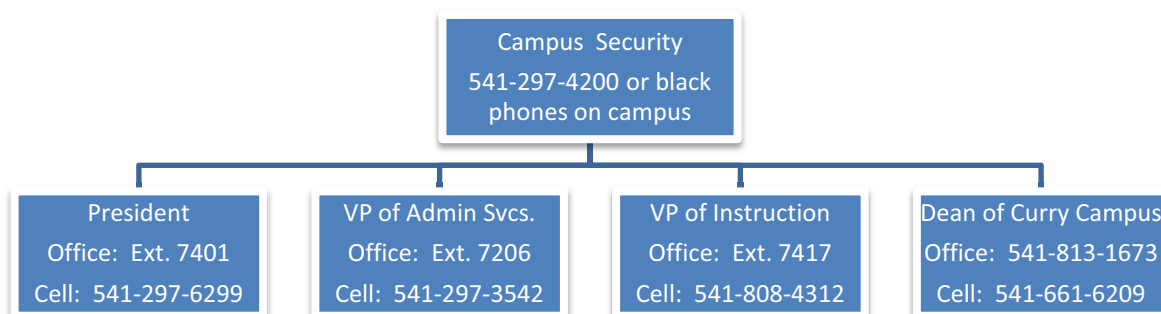 Campus Security
541-297-4200 or black
phones on campus
President
Office: Ext. 7401
Cell: 541-297-6299
VP of Admin Svcs.
Office: Ext. 7206
Cell: 541-297-3542
VP of Instruction
Office: Ext. 7417
Cell: 541-808-4312
Dean of Curry Campus
Office: 541-813-1673
Cell: 541-661-6209